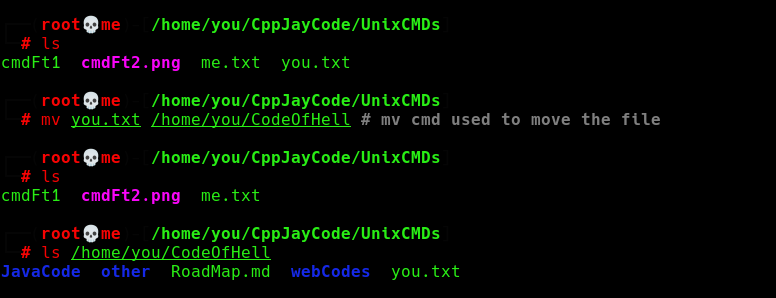 root💀me /home/you/CppJayCode/UnixCMDs
# ls
cmdFt1 cmdFt2.png me.txt you.txt
root💀me /home/you/CppJayCode/UnixCMDs
# mv you.txt /home/you/CodeOfHell # mv cmd used to move the file
root💀me /home/you/CppJayCode/UnixCMDs
# ls
cmdFt1 cmdFt2.png me.txt
root💀me /home/you/CppJayCode/UnixCMDs
# ls /home/you/CodeOfHell
JavaCode other RoadMap.md webCodes you.txt